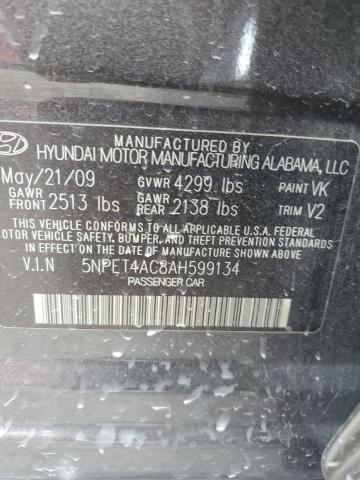 MANUFACTURED BY
HYUNDAI MOTOR MANUFACTURING ALABAMA, LLC
May/21/09 GVWR 4299 lbs PAINT VK
GAWR FRONT 2513 lbs GAWR REAR 2138 lbs TRIM V2
THIS VEHICLE CONFORMS TO ALL APPLICABLE FEDERAL
MOTOR VEHICLE SAFETY, BUMPER, AND THEFT PREVENTION STANDARDS
IN EFFECT ON THE DATE OF MANUFACTURE SHOWN ABOVE.
V.I.N 5NPET4AC8AH599134
PASSENGER CAR